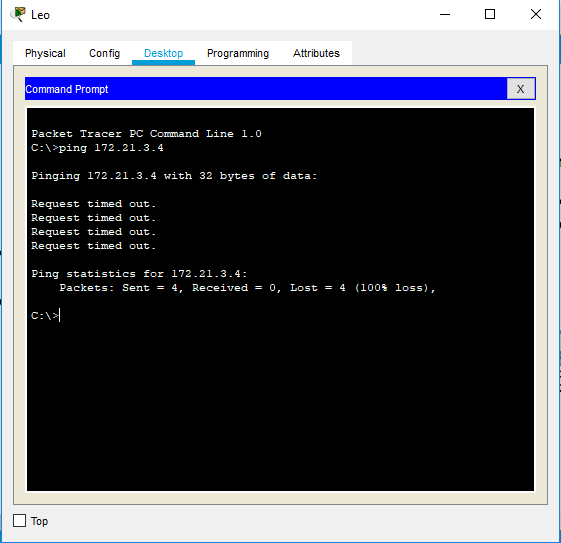 Leo
Physical Config Desktop Programming Attributes
Command Prompt
X
Packet Tracer PC Command Line 1.0
C:\>ping 172.21.3.4
Pinging 172.21.3.4 with 32 bytes of data:
Request timed out.
Request timed out.
Request timed out.
Request timed out.
Ping statistics for 172.21.3.4:
Packets: Sent = 4, Received = 0, Lost = 4 (100% loss),
C:\>
Top